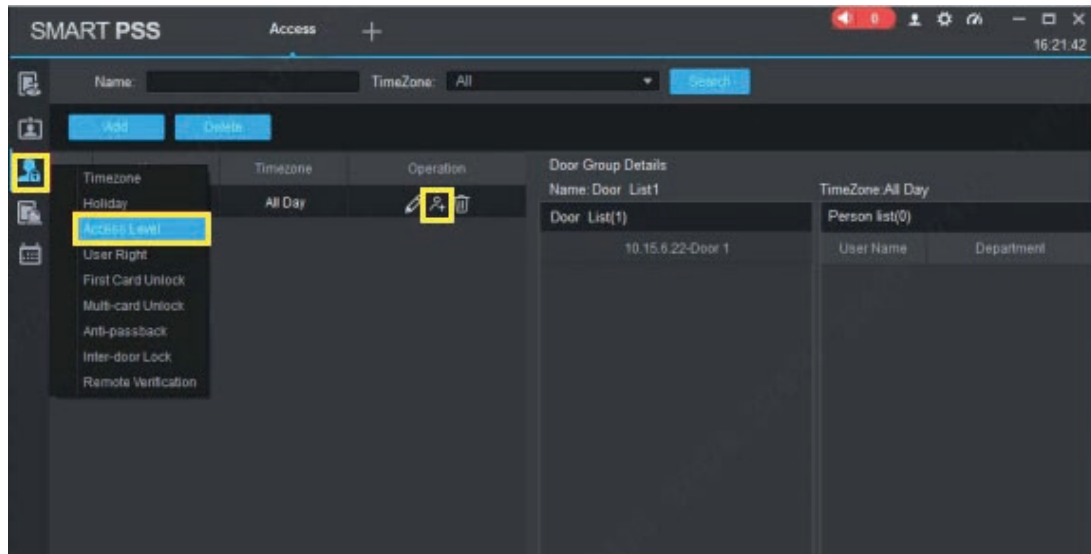 SMART PSS Access + 0
16:21:42
Name: TimeZone: All Search
Add Delete
Timezone Operation
All Day
Timezone
Holiday
Access Level
User Right
First Card Unlock
Multi-card Unlock
Anti-passback
Inter-door Lock
Remote Verification
Door Group Details
Name:Door List1 TimeZone:All Day
Door List(1) Person list(0)
10.15.6.22-Door 1 User Name Department